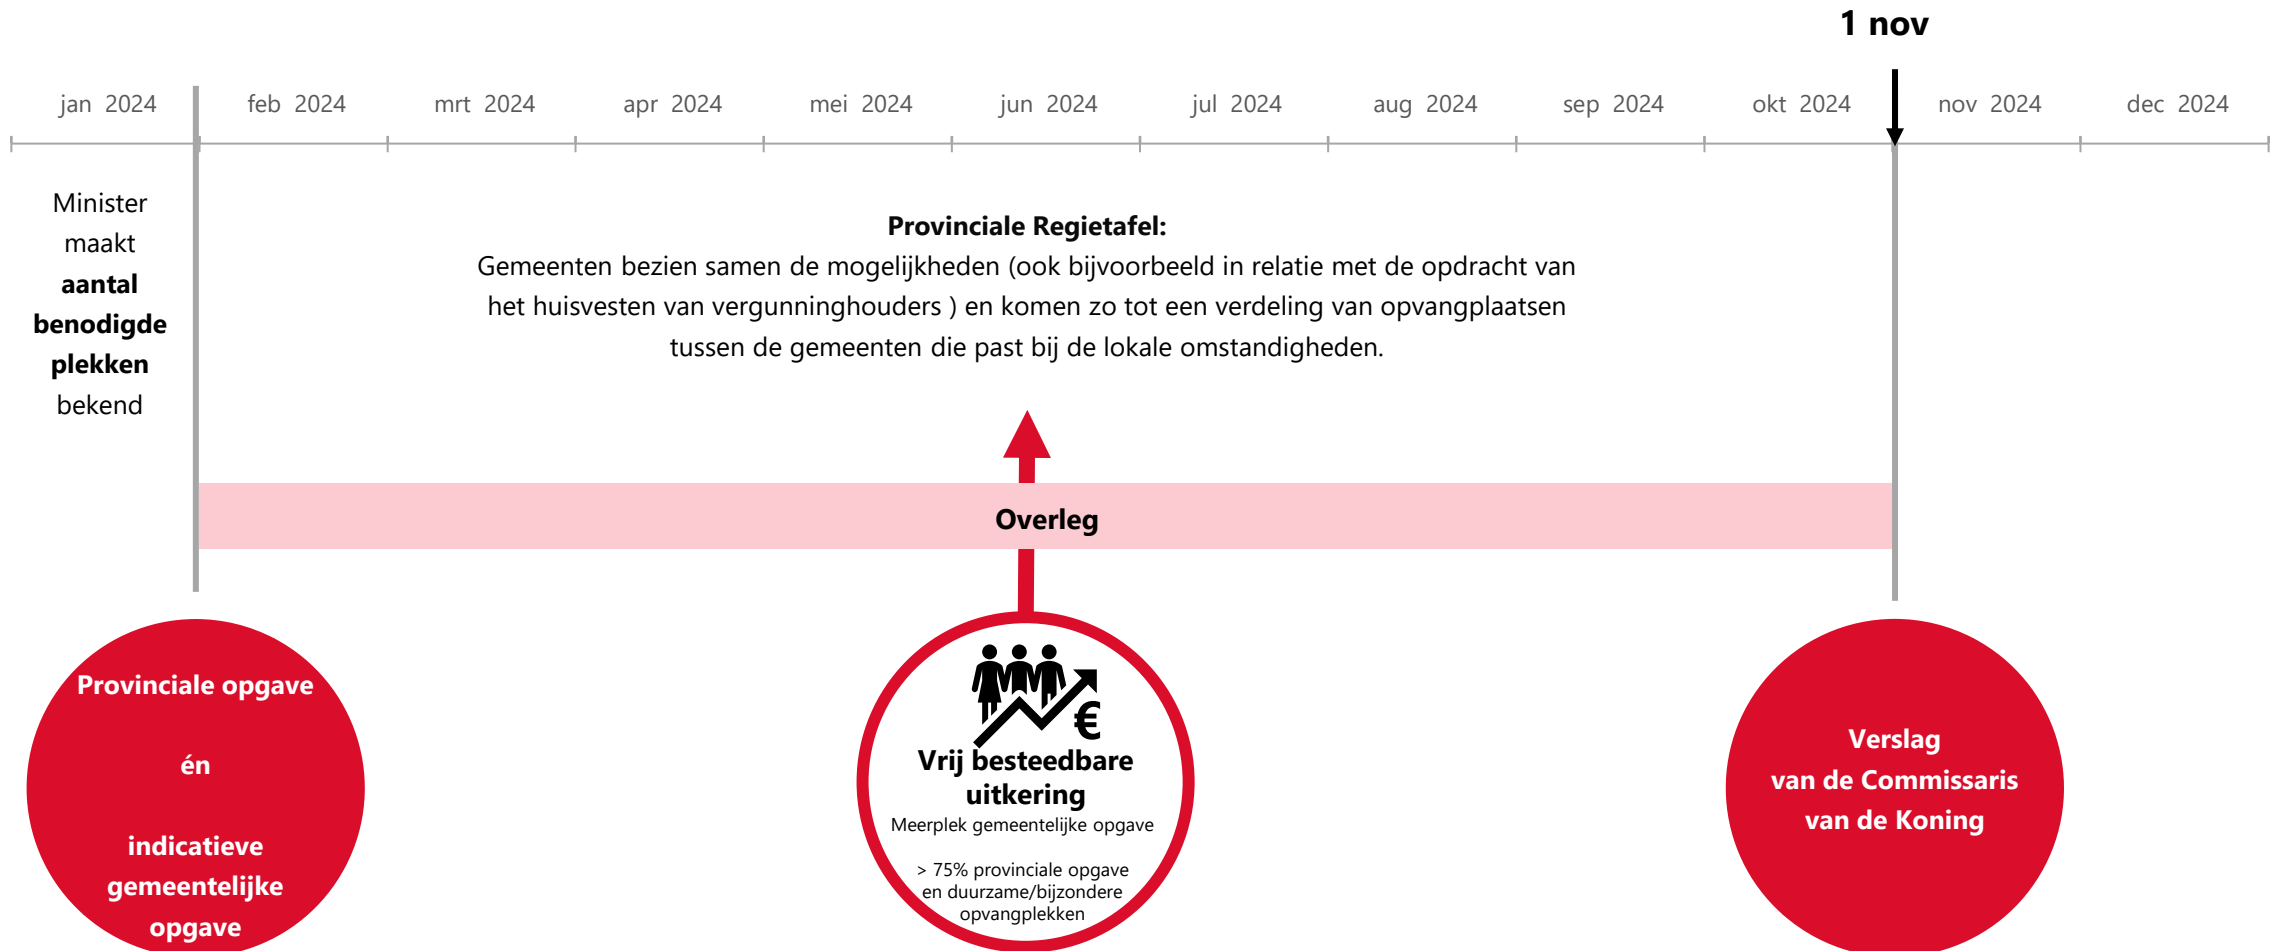 1 nov
jan 2024
feb 2024
mrt 2024
apr 2024
mei 2024
jun 2024
jul 2024
aug 2024
sep 2024
okt 2024
nov 2024
dec 2024
Minister
maakt
aantal
benodigde
plekken
bekend
Provinciale Regietafel:
Gemeenten bezien samen de mogelijkheden (ook bijvoorbeeld in relatie met de opdracht van
het huisvesten van vergunninghouders ) en komen zo tot een verdeling van opvangplaatsen
tussen de gemeenten die past bij de lokale omstandigheden.
Overleg
Provinciale opgave
én
indicatieve
gemeentelijke
opgave
€
Vrij besteedbare
uitkering
Meerplek gemeentelijke opgave
> 75% provinciale opgave
en duurzame/bijzondere
opvangplekken
Verslag
van de Commissaris
van de Koning